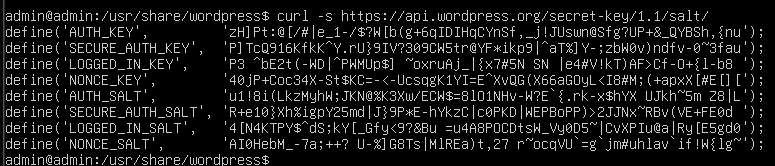 admin@admin:/usr/share/wordpress$ curl -s https://api.wordpress.org/secret-key/1.1/salt/
define('AUTH_KEY', 'zH]Pt:@[/#|e_1-/$?W[b(g+6qIDIHqCYnSf,_j!JUswn@Sfg?UP+&_QYBSh,{nu');
define('SECURE_AUTH_KEY', 'P]TcQ916KfkK^Y.rU}9IV?309CW5tr@YF*ikp9|^aT%]Y-;zbW0v)ndfv-0~3fau');
define('LOGGED_IN_KEY', 'P3 ^bE2t(-WD|^PWMUp$] ~oxruAj_|{x7#5N SN |e4#V!kT)AF>Cf-O+{l-b8 ');
define('NONCE_KEY', '40jP+Coc34X-St$KC=-<-UcsqgK1YI=E^XvQG(X66aGOyL<I8#M;(+apxX[#E[][');
define('AUTH_SALT', 'u1!8i(LkzMyhW;JKN@%K3Xw/ECW$=8lO1NHv-W?E`{.rk-x$hYX UJkh~5m Z8|L');
define('SECURE_AUTH_SALT', 'R+e10}Xh%igpY25md|J}9P*E-hYkzC|c0PKD|WEPBoPP)>2JJNx~RBv(VE+FE0d ');
define('LOGGED_IN_SALT', '4[N4KTPY$^dS;kY[_Gfy<9?&Bu =u4A8POCDtsW_Vy0D5~|CvXPIu@a|Ry[E5gd0');
define('NONCE_SALT', 'AI0HebM_-7a;++? U-%]G8Ts|MlREa)t,27 r~ocqVU`=g`jm#uhlav`if!W{lg~');
admin@admin:/usr/share/wordpress$